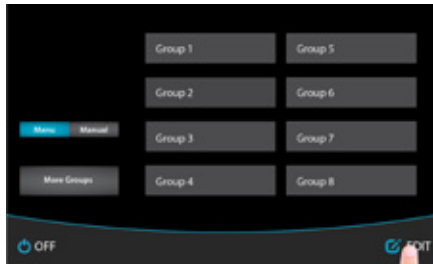 Group 1 Group 5
Group 2 Group 6
Menu Manual
Group 3 Group 7
More Groups
Group 4 Group 8
OFF
EDIT